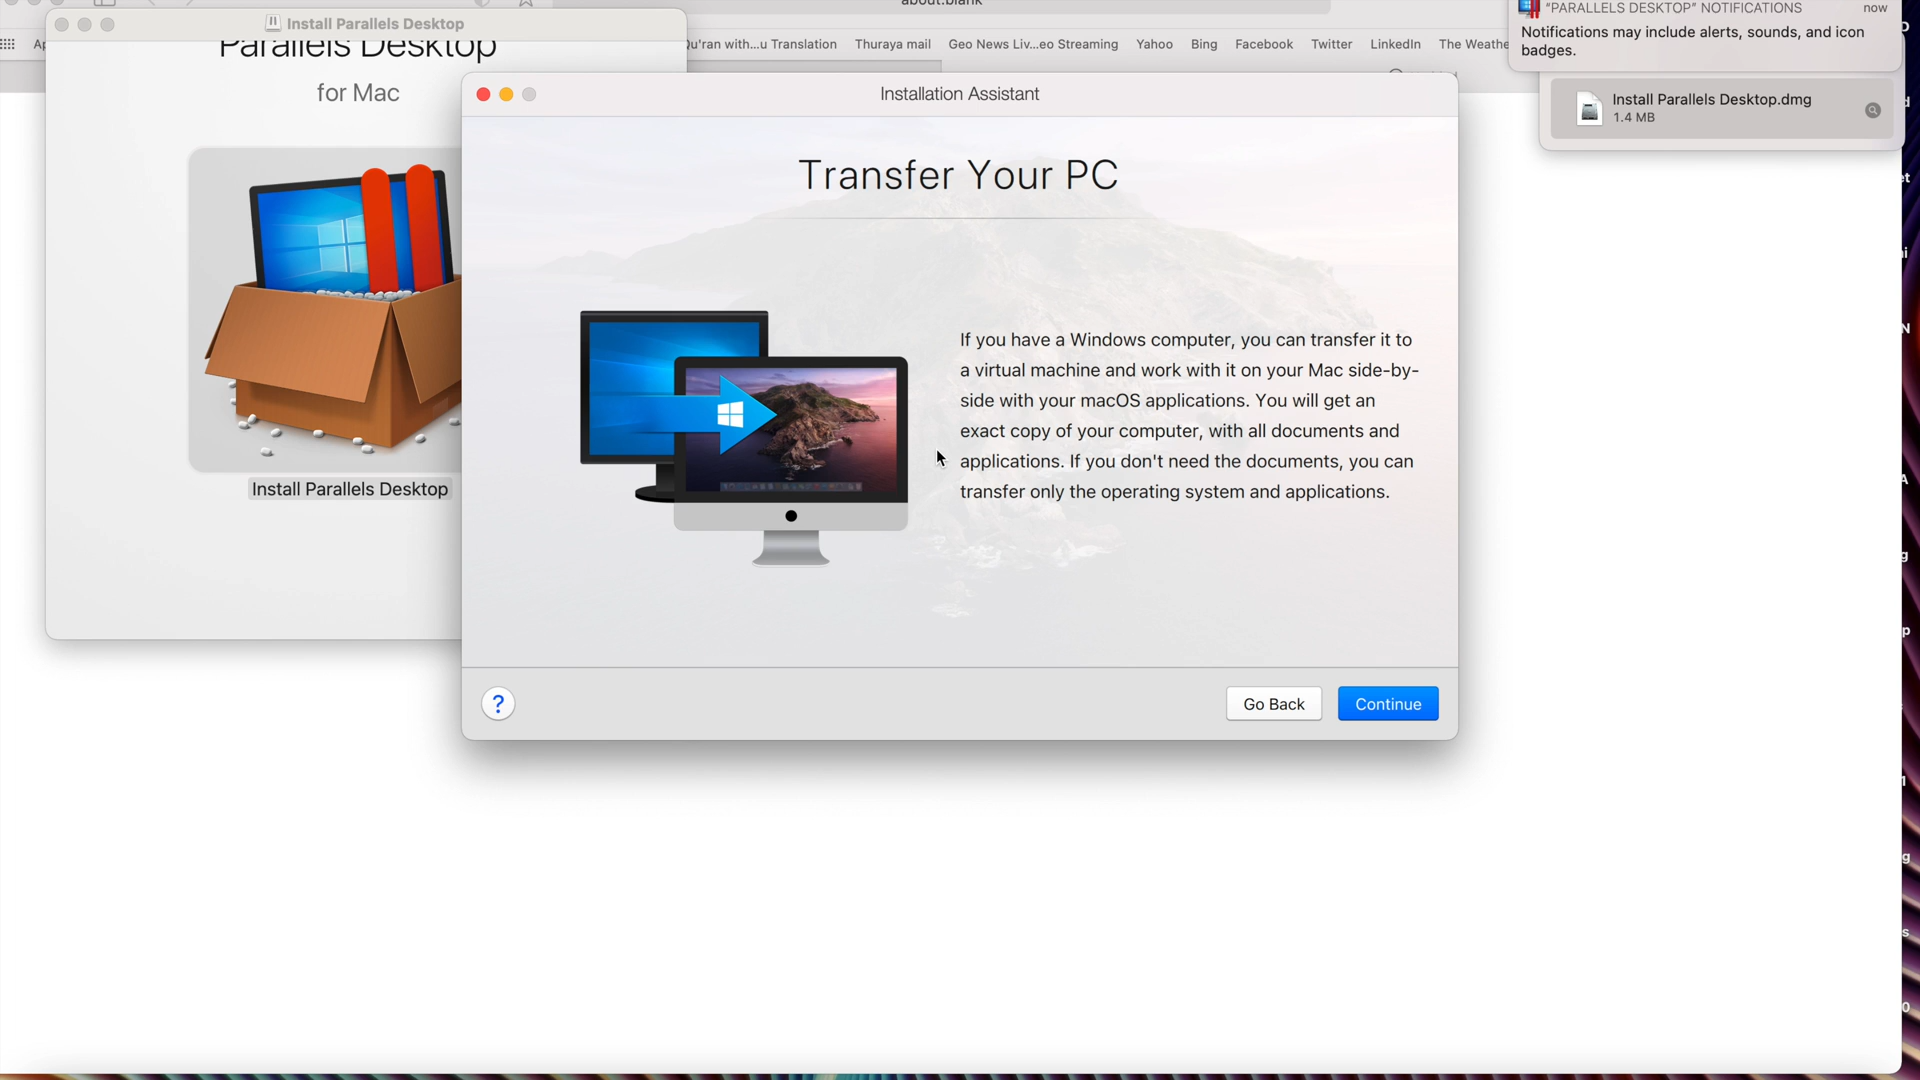 about:blank
Install Parallels Desktop
Parallels Desktop
for Mac
Install Parallels Desktop
Qu'ran with...u Translation
Thuraya mail
Geo News Liv...eo Streaming
Yahoo
Bing
Facebook
Twitter
LinkedIn
The Weathe
"PARALLELS DESKTOP" NOTIFICATIONS
now
Notifications may include alerts, sounds, and icon
badges.
Install Parallels Desktop.dmg
1.4 MB
Installation Assistant
Transfer Your PC
If you have a Windows computer, you can transfer it to
a virtual machine and work with it on your Mac side-by-
side with your macOS applications. You will get an
exact copy of your computer, with all documents and
applications. If you don't need the documents, you can
transfer only the operating system and applications.
?
Go Back
Continue